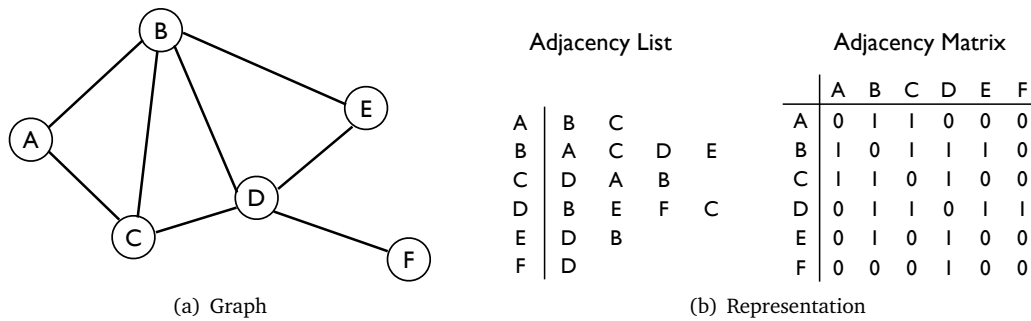 B
E
A
D
C
F
(a) Graph
Adjacency List
A B C
B A C D E
C D A B
D B E F C
E D B
F D
Adjacency Matrix
A B C D E F
A 0 1 1 0 0 0
B 1 0 1 1 1 0
C 1 1 0 1 0 0
D 0 1 1 0 1 1
E 0 1 0 1 0 0
F 0 0 0 1 0 0
(b) Representation